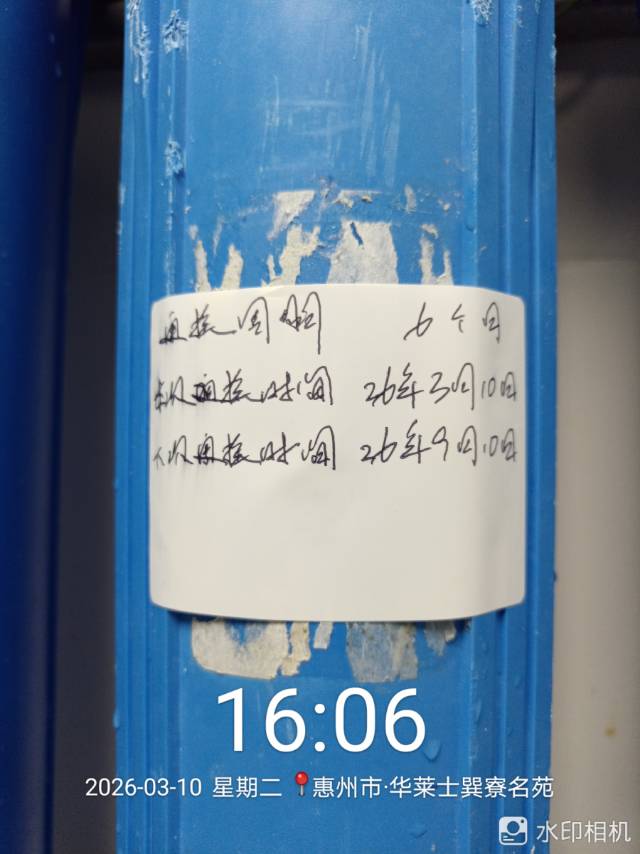 更换周期 6个月
本次更换时间 26年3月10日
下次更换时间 26年9月10日
16:06
2026-03-10 星期二 惠州市·华莱士巽寮名苑
水印相机